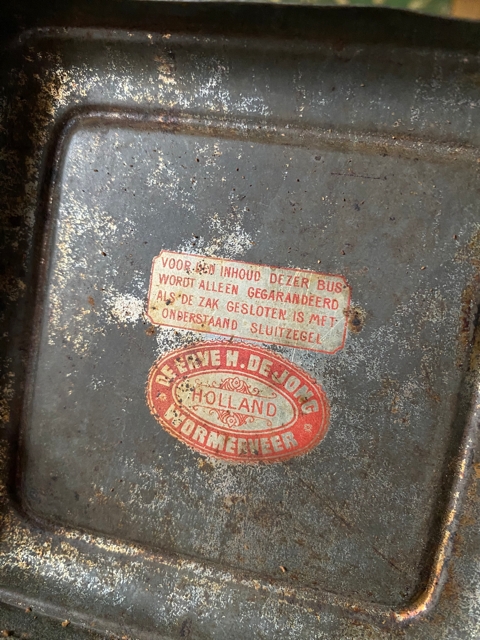 VOOR DEN INHOUD DEZER BUS
WORDT ALLEEN GEGARANDEERD
ALS DE ZAK GESLOTEN IS MET
ONDERSTAAND SLUITZEGEL
DE ERVE H. DE JONG
HOLLAND
WORMERVEER